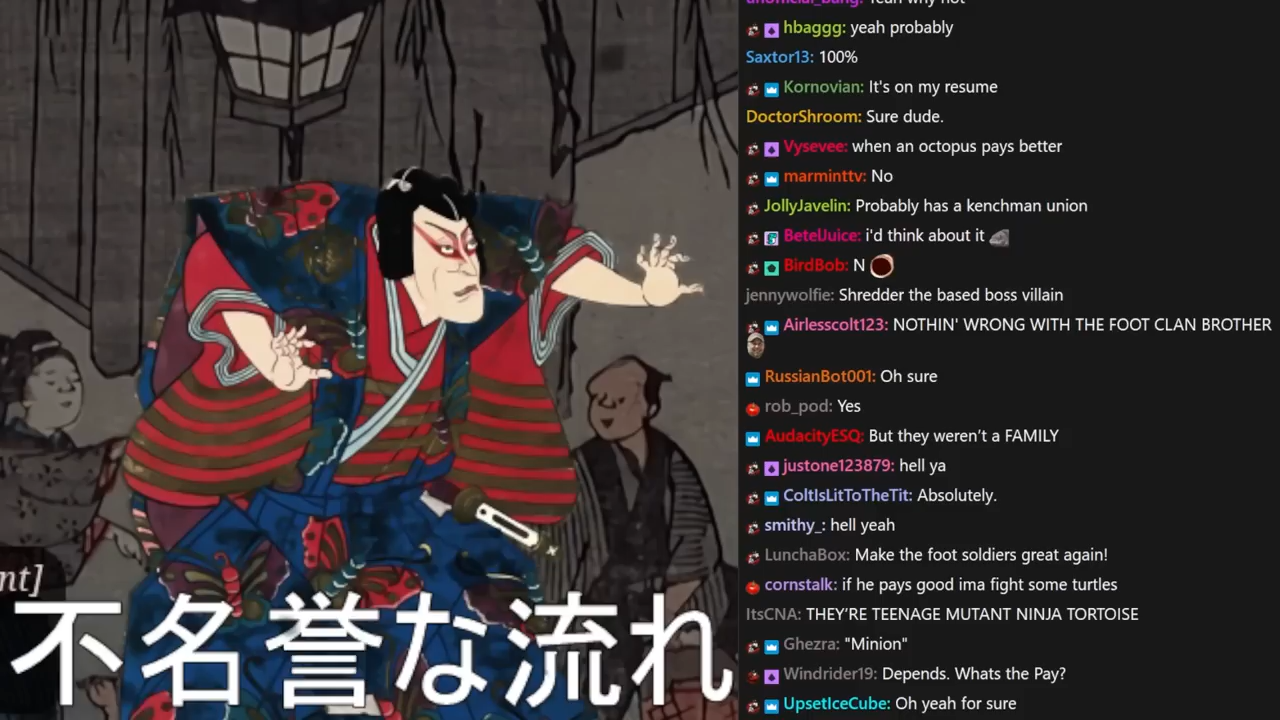 nt]
不名誉な流れ
unofficial_bang: Yeah why not
hbaggg: yeah probably
Saxtor13: 100%
Kornovian: It's on my resume
DoctorShroom: Sure dude.
Vysevee: when an octopus pays better
marminttv: No
JollyJavelin: Probably has a kenchman union
BetelJuice: i'd think about it
BirdBob: N
jennywolfie: Shredder the based boss villain
Airlesscolt123: NOTHIN' WRONG WITH THE FOOT CLAN BROTHER
RussianBot001: Oh sure
rob_pod: Yes
AudacityESQ: But they weren’t a FAMILY
justone123879: hell ya
ColtIsLitToTheTit: Absolutely.
smithy_: hell yeah
LunchaBox: Make the foot soldiers great again!
cornstalk: if he pays good ima fight some turtles
ItsCNA: THEY’RE TEENAGE MUTANT NINJA TORTOISE
Ghezra: "Minion"
Windrider19: Depends. Whats the Pay?
UpsetIceCube: Oh yeah for sure